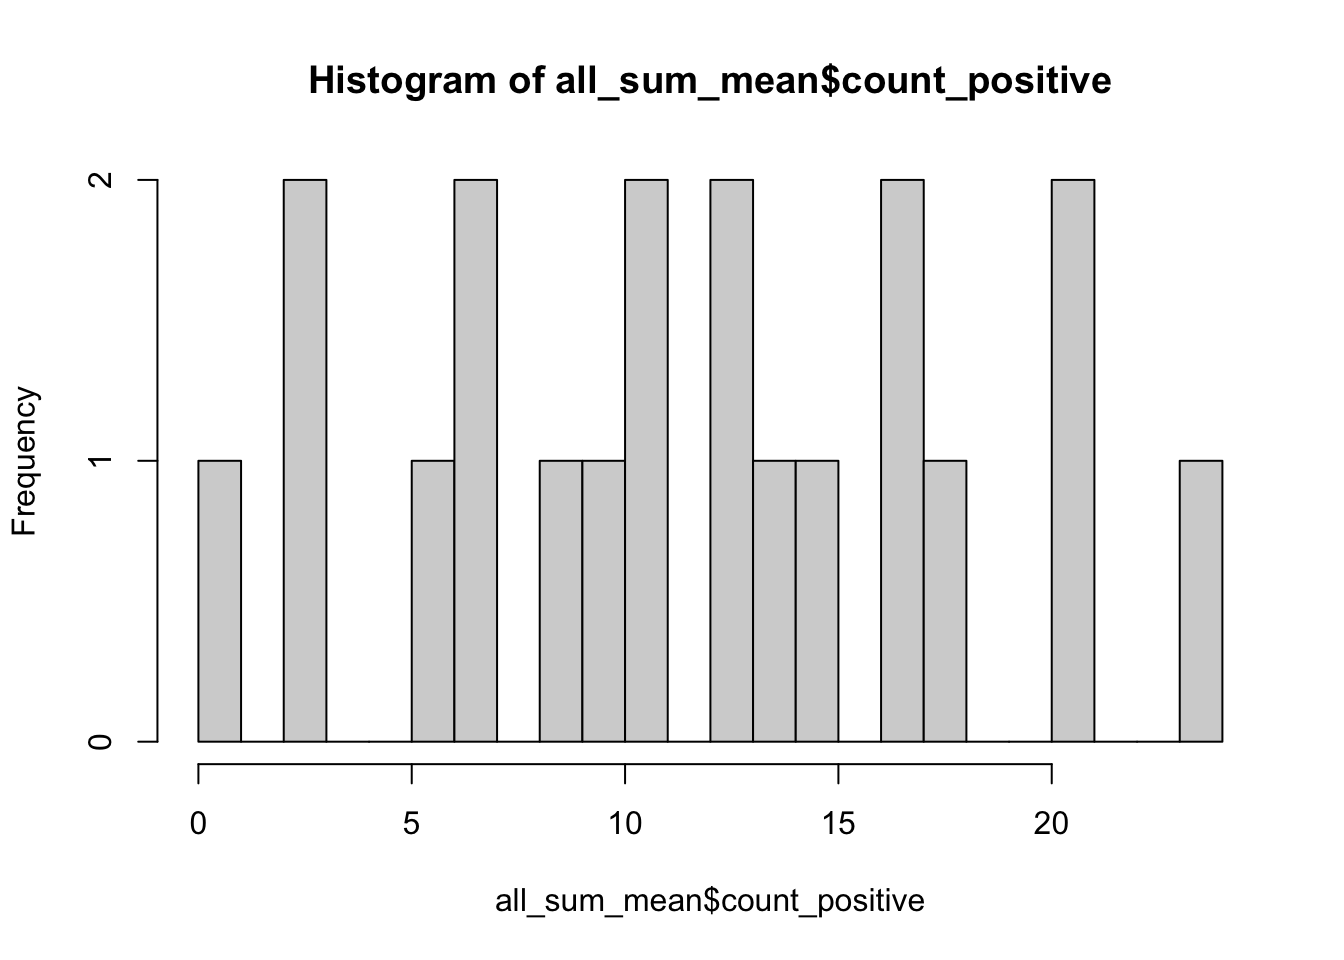 Histogram of all_sum_mean$count_positive
2
1
0
Frequency
0 5 10 15 20
all_sum_mean$count_positive